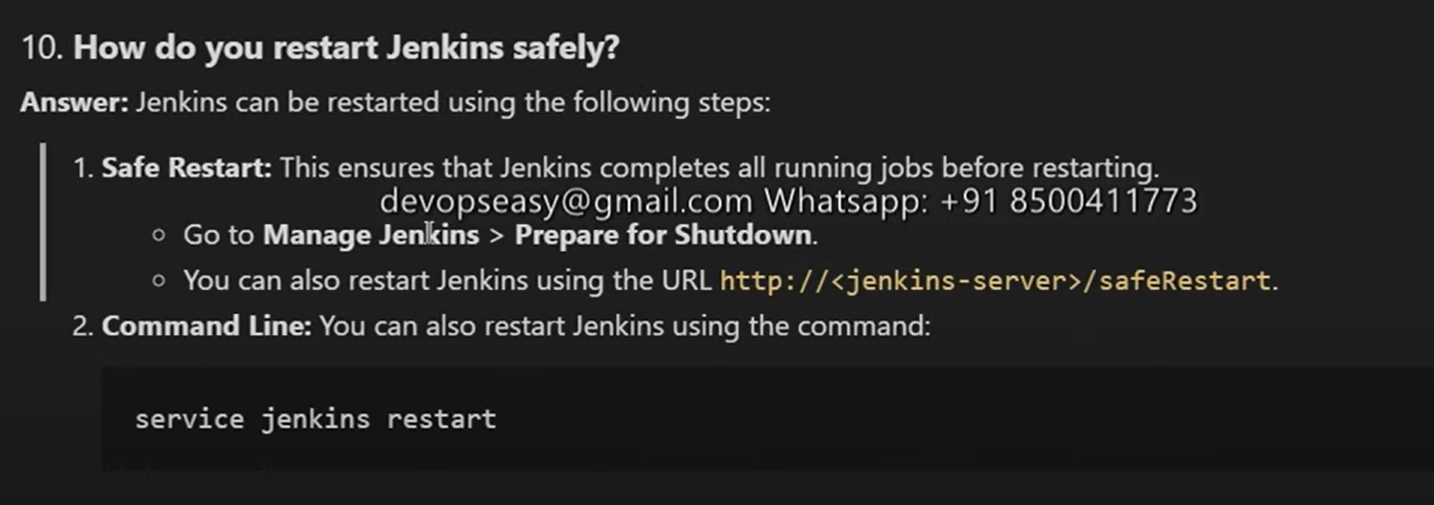 10. How do you restart Jenkins safely?
Answer: Jenkins can be restarted using the following steps:
1. Safe Restart: This ensures that Jenkins completes all running jobs before restarting.
devopseasy@gmail.com Whatsapp: +91 8500411773
○ Go to Manage Jenkins > Prepare for Shutdown.
○ You can also restart Jenkins using the URL http://<jenkins-server>/safeRestart.
2. Command Line: You can also restart Jenkins using the command:
service jenkins restart